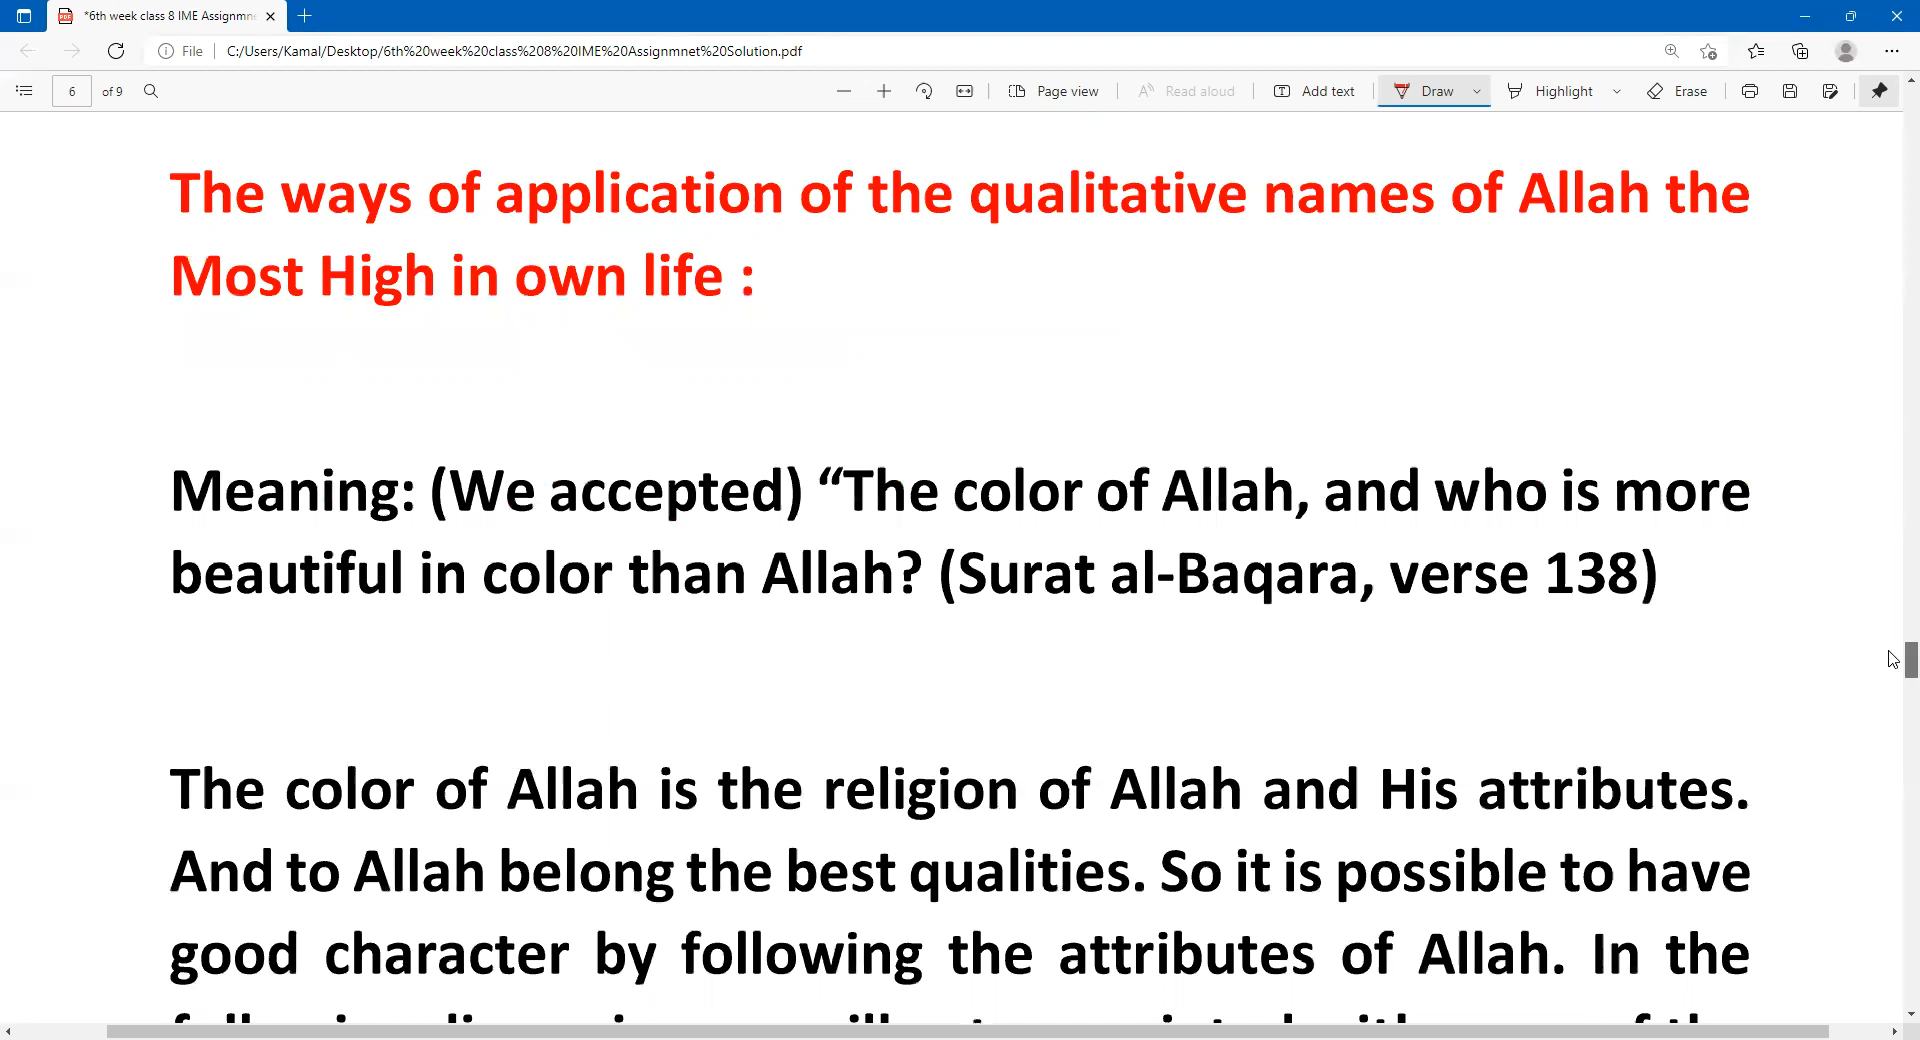 *6th week class 8 IME Assignmne
File
C:/Users/Kamal/Desktop/6th%20week%20class%208%20IME%20Assignmnet%20Solution.pdf
6 of 9
Page view
Read aloud
Add text
Draw
Highlight
Erase
The ways of application of the qualitative names of Allah the
Most High in own life :
Meaning: (We accepted) “The color of Allah, and who is more
beautiful in color than Allah? (Surat al-Baqara, verse 138)
The color of Allah is the religion of Allah and His attributes.
And to Allah belong the best qualities. So it is possible to have
good character by following the attributes of Allah. In the